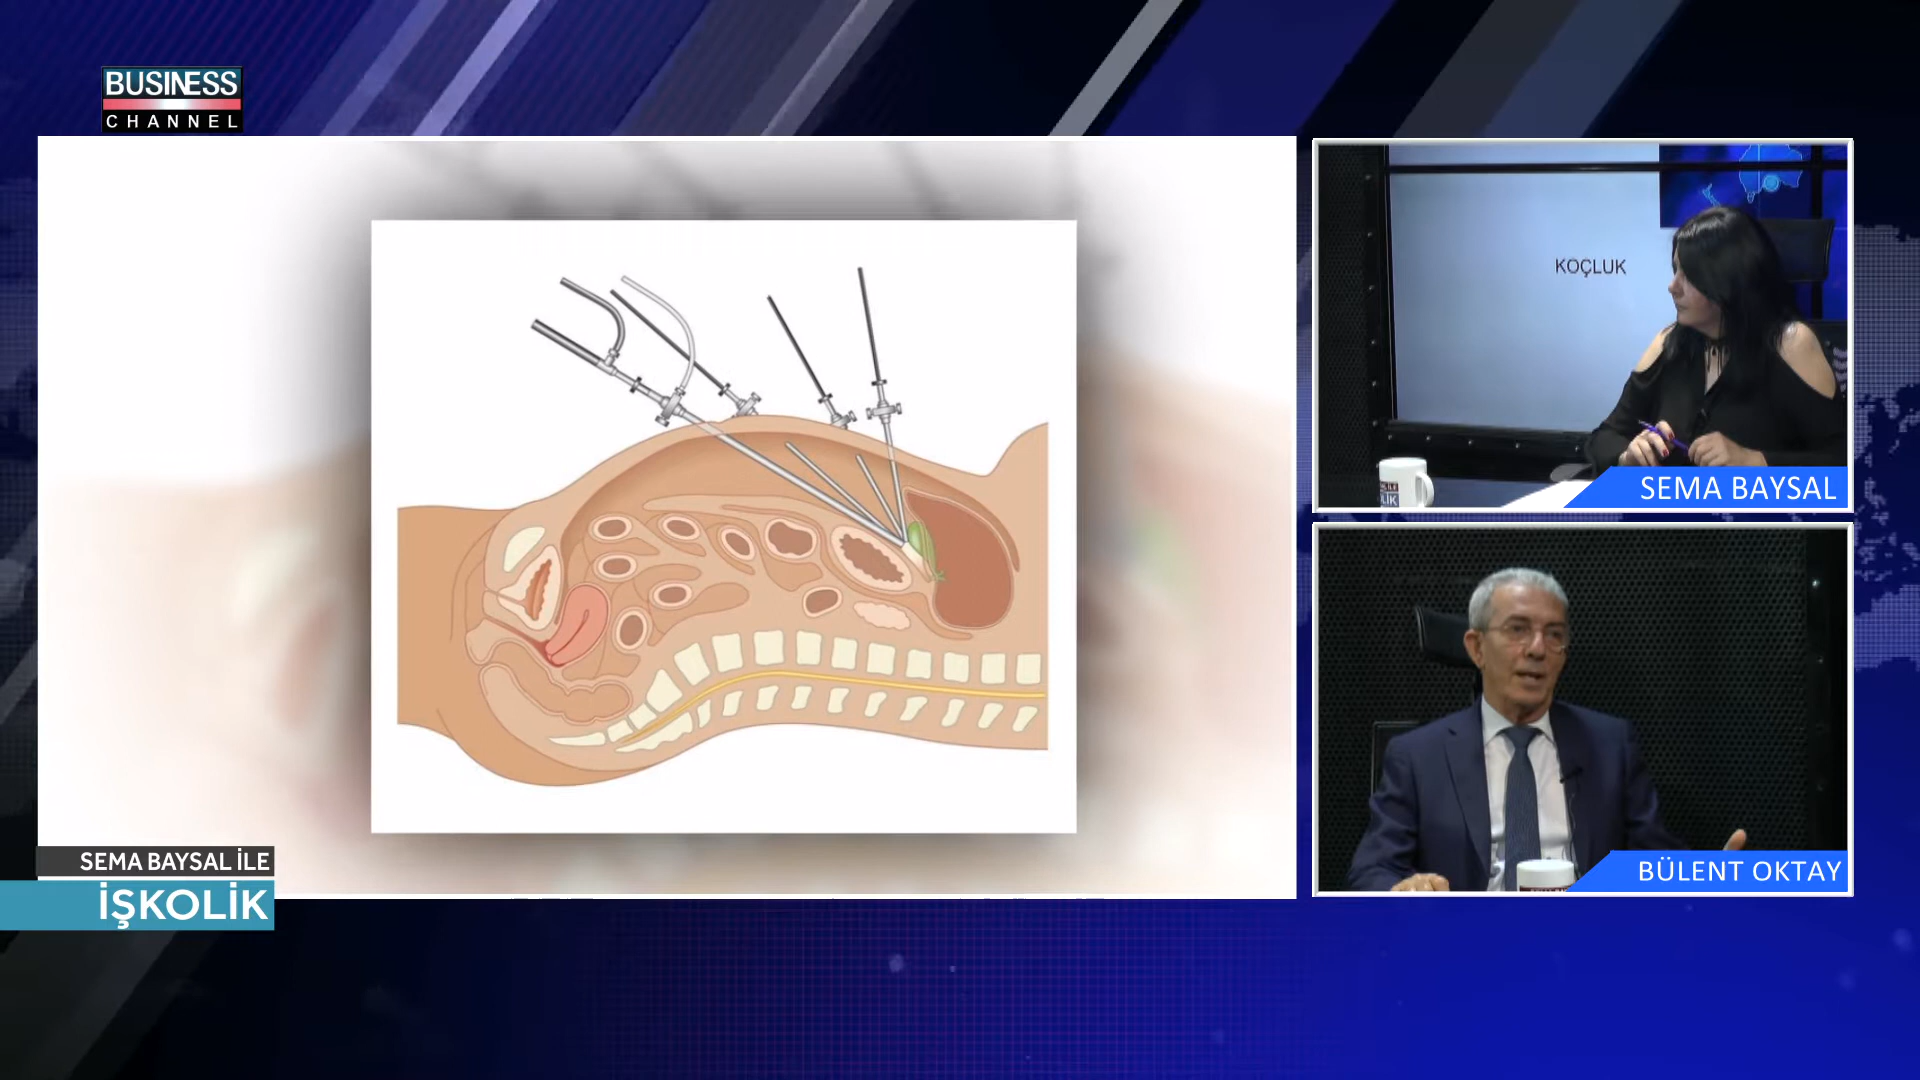 BUSINESS
CHANNEL
KOÇLUK
SEMA BAYSAL
BÜLENT OKTAY
SEMA BAYSAL İLE
İŞKOLİK